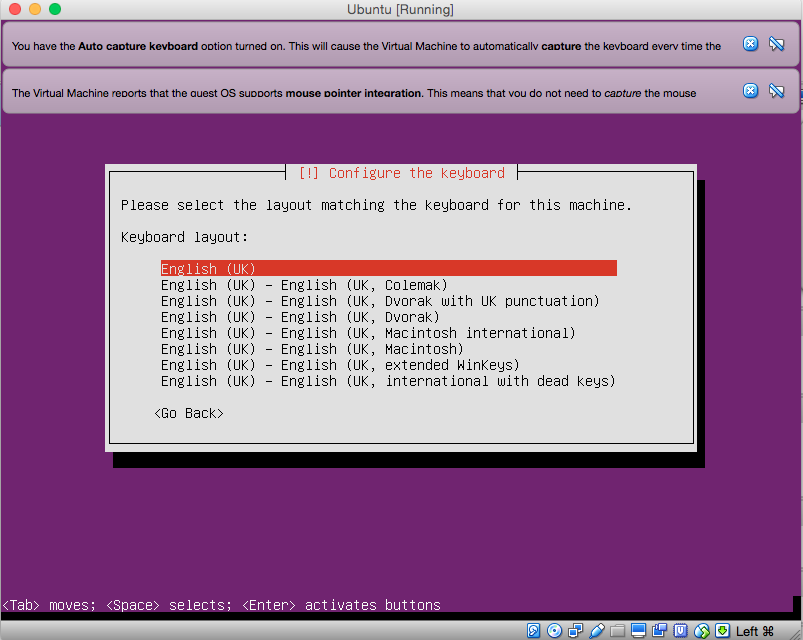 Ubuntu [Running]
You have the Auto capture keyboard option turned on. This will cause the Virtual Machine to automatically capture the keyboard every time the
The Virtual Machine reports that the guest OS supports mouse pointer integration. This means that you do not need to capture the mouse
[!] Configure the keyboard
Please select the layout matching the keyboard for this machine.
Keyboard layout:
English (UK)
English (UK) - English (UK, Colemak)
English (UK) - English (UK, Dvorak with UK punctuation)
English (UK) - English (UK, Dvorak)
English (UK) - English (UK, Macintosh international)
English (UK) - English (UK, Macintosh)
English (UK) - English (UK, extended WinKeys)
English (UK) - English (UK, international with dead keys)
<Go Back>
<Tab> moves; <Space> selects; <Enter> activates buttons
Left ⌘